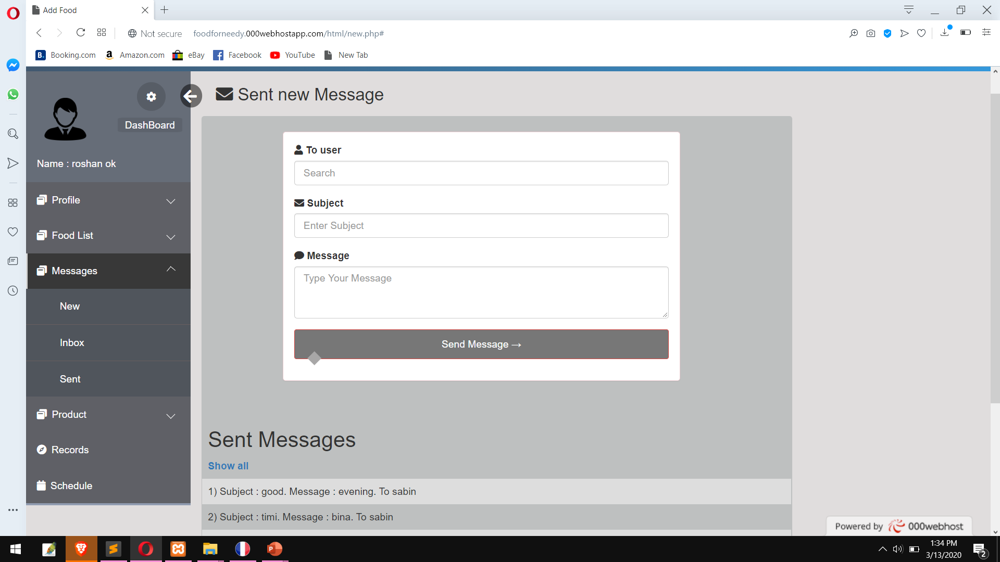 Add Food
Not secure foodforneedy.000webhostapp.com/html/new.php#
B. Booking.com a Amazon.com eBay Facebook YouTube New Tab
DashBoard
Name : roshan ok
Profile
Food List
Messages
New
Inbox
Sent
Product
Records
Schedule
Sent new Message
To user
Search
Subject
Enter Subject
Message
Type Your Message
Send Message →
Sent Messages
Show all
1) Subject : good. Message : evening. To sabin
2) Subject : timi. Message : bina. To sabin
Powered by 000webhost
1:34 PM
3/13/2020
2